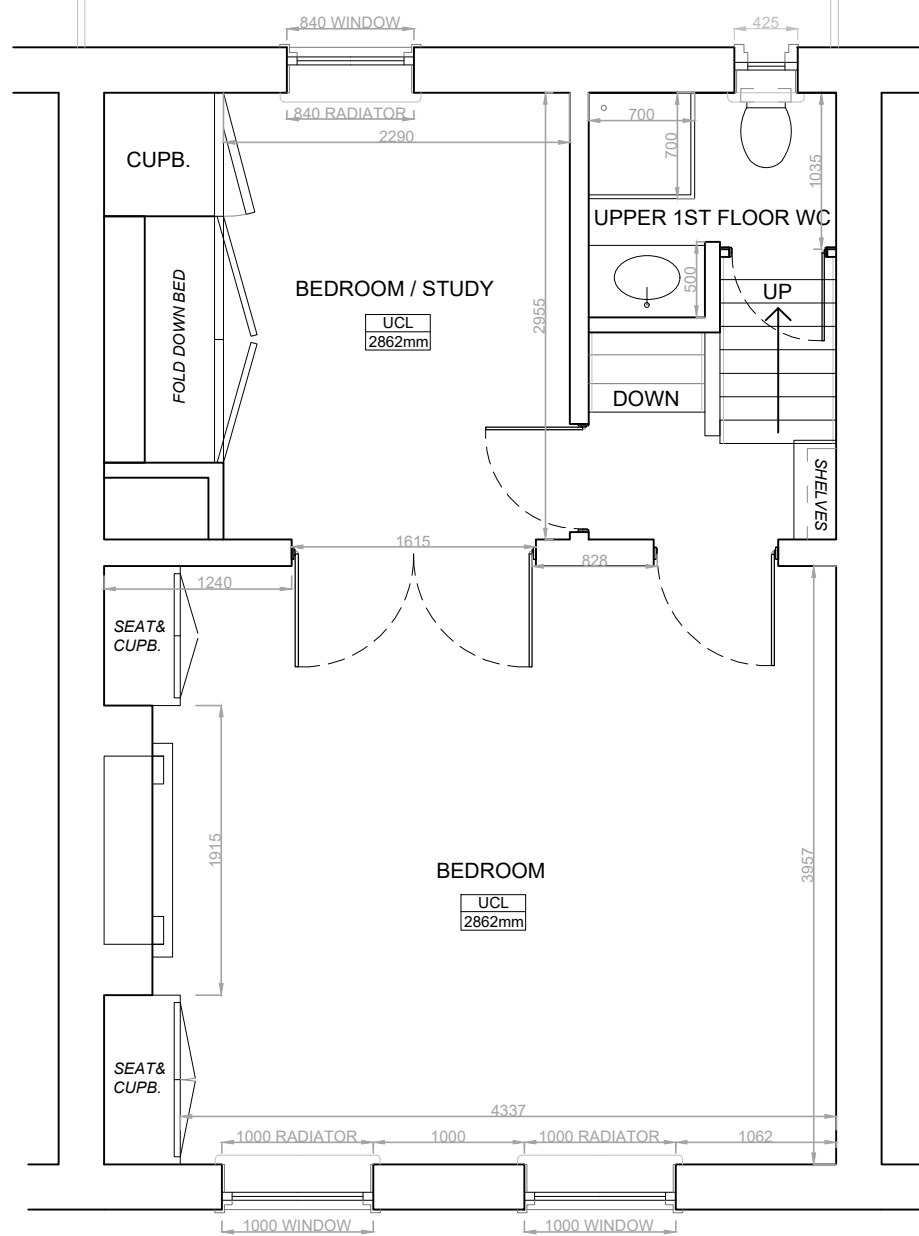 840 WINDOW
425
840 RADIATOR
2290
700
700
1035
CUPB.
UPPER 1ST FLOOR WC
BEDROOM / STUDY
UCL
2862mm
FOLD DOWN BED
2955
500
UP
DOWN
SHELVES
1615
828
1240
SEAT&
CUPB.
1915
BEDROOM
UCL
2862mm
3957
SEAT&
CUPB.
4337
1000 RADIATOR
1000
1000 RADIATOR
1062
1000 WINDOW
1000 WINDOW